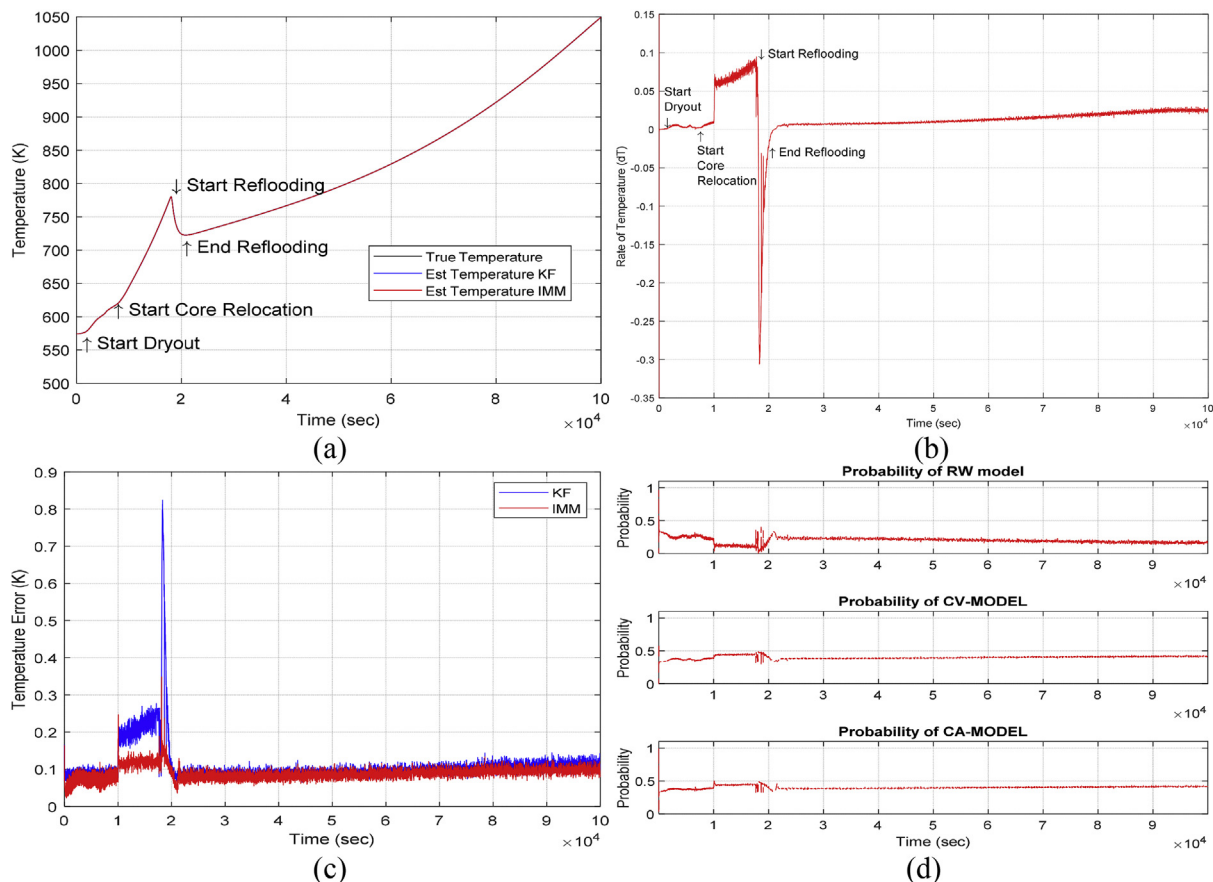 1050
1000
950
900
850
800
750
700
650
600
550
500
Temperature (K)
↓ Start Reflooding
↑ End Reflooding
↑ Start Core Relocation
↑ Start Dryout
True Temperature
Est Temperature KF
Est Temperature IMM
0 2 4 6 8 10
Time (sec)
×10⁴
(a)
0.15
0.1
0.05
0
-0.05
-0.1
-0.15
-0.2
-0.25
-0.3
-0.35
Rate of Temperature (dT)
↓ Start Reflooding
Start
Dryout
↓
↑
Start
Core
Relocation
↑
End Reflooding
0 1 2 3 4 5 6 7 8 9 10
Time (sec)
×10⁴
(b)
0.9
0.8
0.7
0.6
0.5
0.4
0.3
0.2
0.1
0
Temperature Error (K)
KF
IMM
0 1 2 3 4 5 6 7 8 9 10
Time (sec)
×10⁴
(c)
Probability of RW model
Probability
1
0.5
0
1 2 3 4 5 6 7 8 9 10
×10⁴
Probability of CV-MODEL
Probability
1
0.5
0
1 2 3 4 5 6 7 8 9 10
×10⁴
Probability of CA-MODEL
Probability
1
0.5
0
1 2 3 4 5 6 7 8 9 10
Time (sec)
×10⁴
(d)